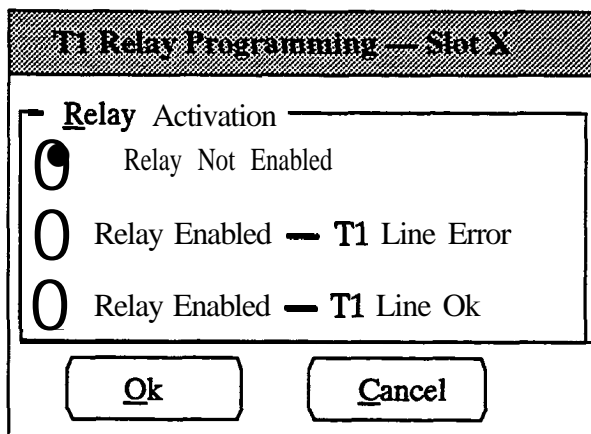 T1 Relay Programming — Slot X
Relay Activation
Relay Not Enabled
Relay Enabled — T1 Line Error
Relay Enabled — T1 Line Ok
Ok Cancel